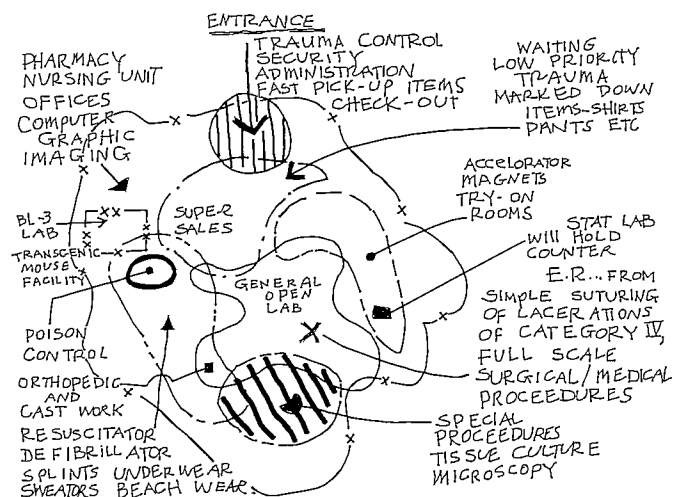 ENTRANCE
TRAUMA CONTROL
SECURITY
ADMINISTRATION
FAST PICK-UP ITEMS
CHECK-OUT
PHARMACY
NURSING UNIT
OFFICES
COMPUTER
GRAPHIC
IMAGING
WAITING
LOW PRIORITY
TRAUMA
MARKED DOWN
ITEMS-SHIRTS
PANTS ETC
ACCELORATOR
MAGNETS
TRY-ON
ROOMS
BL-3
LAB
SUPER
SALES
TRANSGENIC
MOUSE
FACILITY
STAT LAB
WILL HOLD
COUNTER
GENERAL
OPEN
LAB
E.R... FROM
SIMPLE SUTURING
OF LACERATIONS
OF CATEGORY IV,
FULL SCALE
SURGICAL/MEDICAL
PROCEEDURES
POISON
CONTROL
ORTHOPEDIC
AND
CAST WORK
RESUSCITATOR
DEFIBRILLATOR
SPLINTS UNDERWEAR
SWEATORS BEACH WEAR.
SPECIAL
PROCEEDURES
TISSUE CULTURE
MICROSCOPY